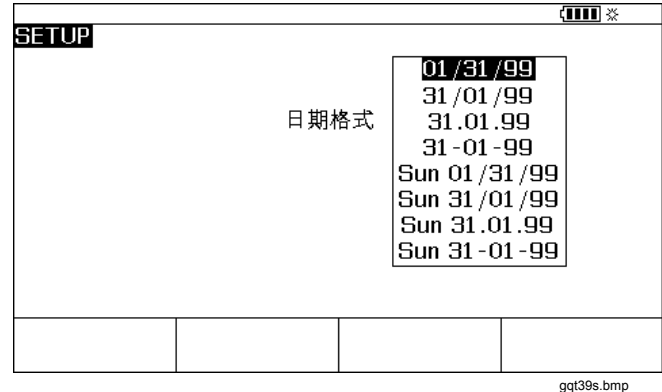 SETUP
日期格式
01/31/99
31/01/99
31.01.99
31-01-99
Sun 01/31/99
Sun 31/01/99
Sun 31.01.99
Sun 31-01-99
gqt39s.bmp